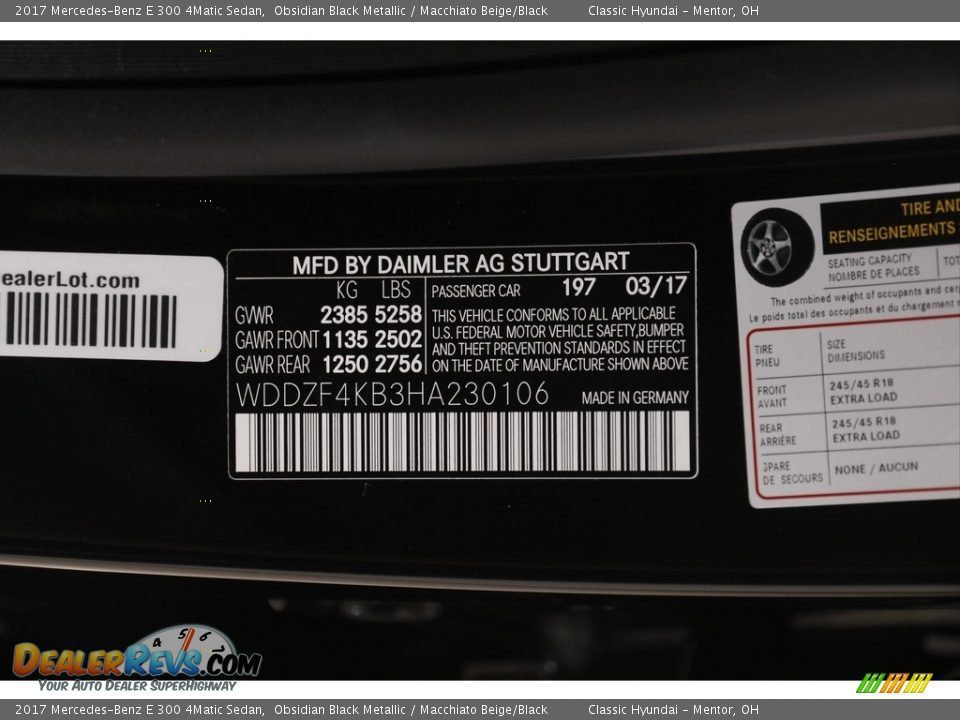 2017 Mercedes-Benz E 300 4Matic Sedan, Obsidian Black Metallic / Macchiato Beige/Black Classic Hyundai - Mentor, OH
ealerLot.com
MFD BY DAIMLER AG STUTTGART
KG LBS PASSENGER CAR 197 03/17
GWR 2385 5258
GAWR FRONT 1135 2502
GAWR REAR 1250 2756
THIS VEHICLE CONFORMS TO ALL APPLICABLE
U.S. FEDERAL MOTOR VEHICLE SAFETY,BUMPER
AND THEFT PREVENTION STANDARDS IN EFFECT
ON THE DATE OF MANUFACTURE SHOWN ABOVE
WDDZF4KB3HA230106 MADE IN GERMANY
TIRE AND
RENSEIGNEMENTS
SEATING CAPACITY
NOMBRE DE PLACES
TOT
The combined weight of occupants and car
Le poids total des occupants et du chargement
TIRE
PNEU
SIZE
DIMENSIONS
FRONT
AVANT
245/45 R18
EXTRA LOAD
REAR
ARRIÈRE
245/45 R18
EXTRA LOAD
SPARE
DE SECOURS
NONE / AUCUN
4 5 6 7
DEALERREVS.COM
YOUR AUTO DEALER SUPERHIGHWAY
2017 Mercedes-Benz E 300 4Matic Sedan, Obsidian Black Metallic / Macchiato Beige/Black Classic Hyundai - Mentor, OH